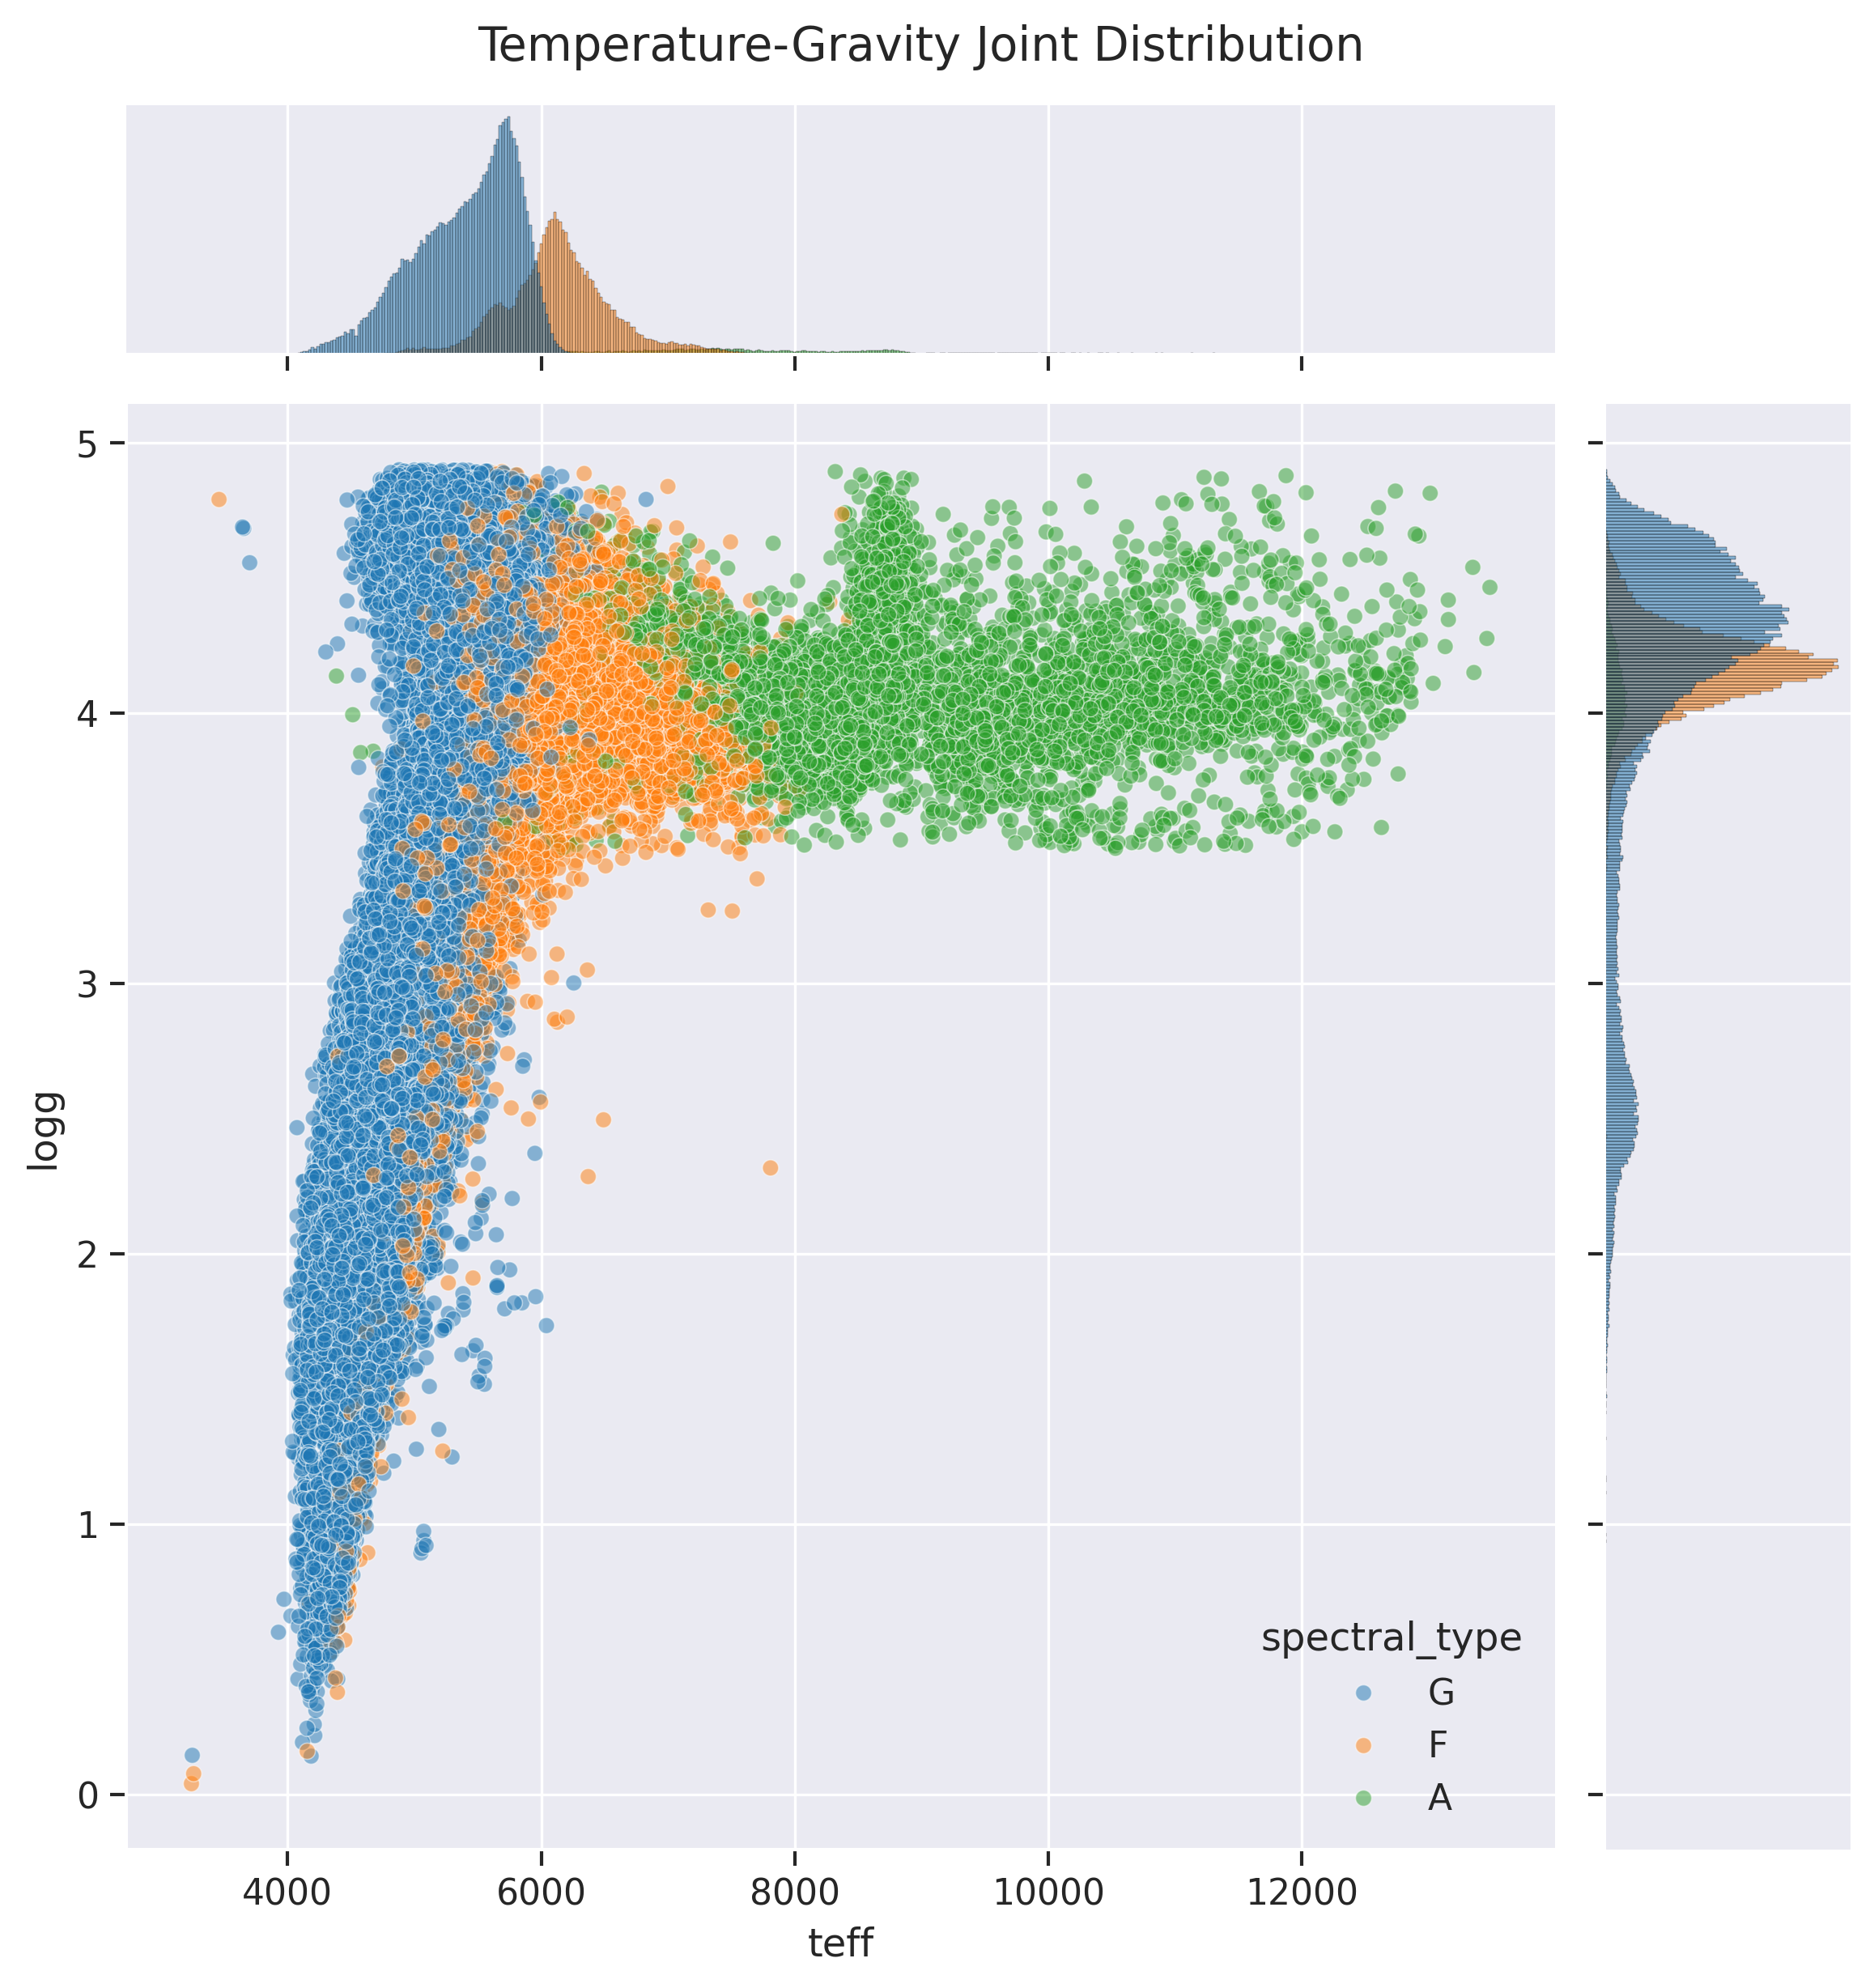 Temperature-Gravity Joint Distribution
5
4
3
2
1
0
logg
spectral_type
G
F
A
4000 6000 8000 10000 12000
teff